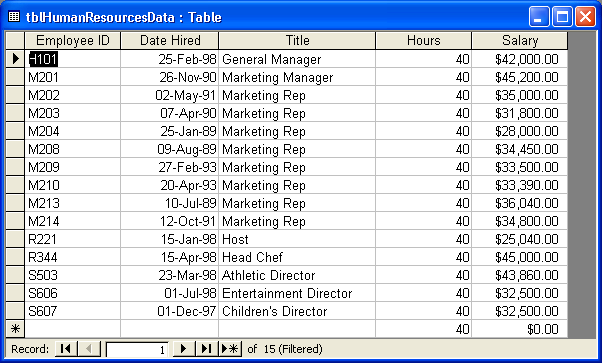 tblHumanResourcesData : Table
Employee ID Date Hired Title Hours Salary
H101 25-Feb-98 General Manager 40 $42,000.00
M201 26-Nov-90 Marketing Manager 40 $45,200.00
M202 02-May-91 Marketing Rep 40 $35,000.00
M203 07-Apr-90 Marketing Rep 40 $31,800.00
M204 25-Jan-89 Marketing Rep 40 $28,000.00
M208 09-Aug-89 Marketing Rep 40 $34,450.00
M209 27-Feb-93 Marketing Rep 40 $33,500.00
M210 20-Apr-93 Marketing Rep 40 $33,390.00
M213 10-Jul-89 Marketing Rep 40 $36,040.00
M214 12-Oct-91 Marketing Rep 40 $34,800.00
R221 15-Jan-98 Host 40 $25,040.00
R344 15-Apr-98 Head Chef 40 $45,000.00
S503 23-Mar-98 Athletic Director 40 $43,860.00
S606 01-Jul-98 Entertainment Director 40 $32,500.00
S607 01-Dec-97 Children's Director 40 $32,500.00
40 $0.00
Record: 1 of 15 (Filtered)